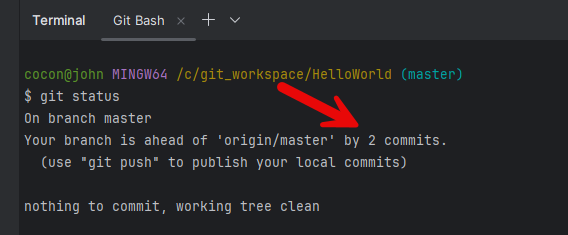 Terminal Git Bash
cocon@john MINGW64 /c/git_workspace/HelloWorld (master)
$ git status
On branch master
Your branch is ahead of 'origin/master' by 2 commits.
(use "git push" to publish your local commits)
nothing to commit, working tree clean